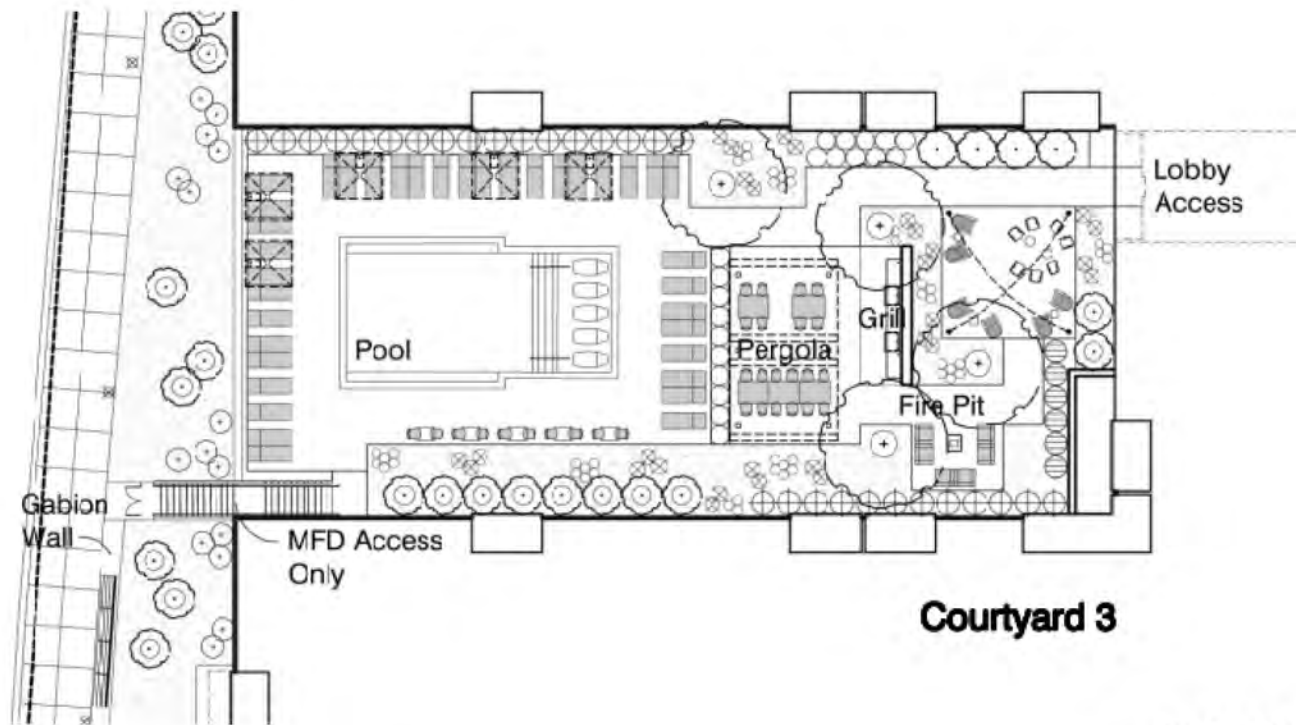 Lobby
Access
Pool
Pergola
Grill
Fire Pit
Gabion
Wall
MFD Access
Only
Courtyard 3